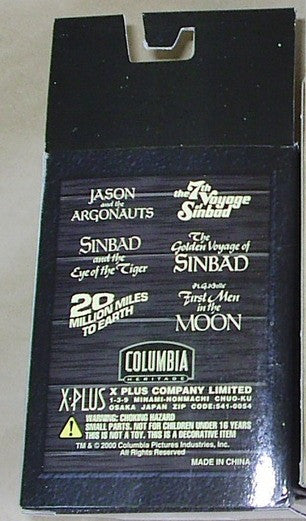 JASON
and the
ARGONAUTS
the 7th Voyage
of Sinbad
SINBAD
and the
Eye of the Tiger
The
Golden Voyage of
SINBAD
20
MILLION MILES
TO EARTH
H.G. Wells'
First Men
in the
MOON
COLUMBIA
HERITAGE
X-PLUS
X PLUS COMPANY LIMITED
1-3-9 MINAMI-HONMACHI CHUO-KU
OSAKA JAPAN ZIP CODE:541-0054
WARNING: CHOKING HAZARD
SMALL PARTS. NOT FOR CHILDREN UNDER 16 YEARS
THIS IS NOT A TOY. THIS IS A DECORATIVE ITEM
TM & © 2000 Columbia Pictures Industries, Inc.
All Rights Reserved
MADE IN CHINA